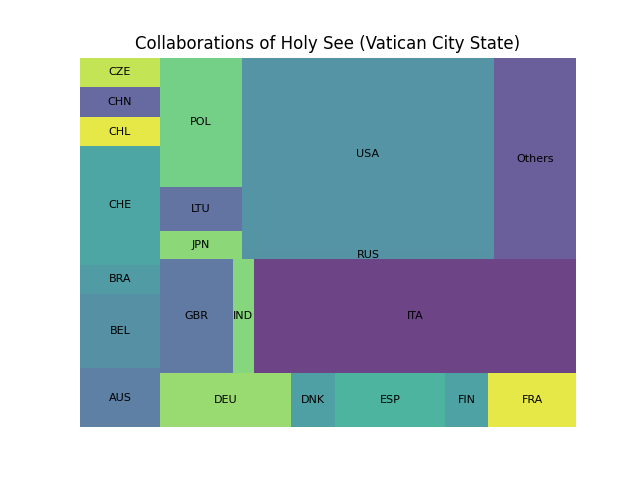 Collaborations of Holy See (Vatican City State)
CZE
CHN
CHL
CHE
BRA
BEL
AUS
POL
LTU
JPN
USA
RUS
Others
GBR
IND
ITA
DEU
DNK
ESP
FIN
FRA